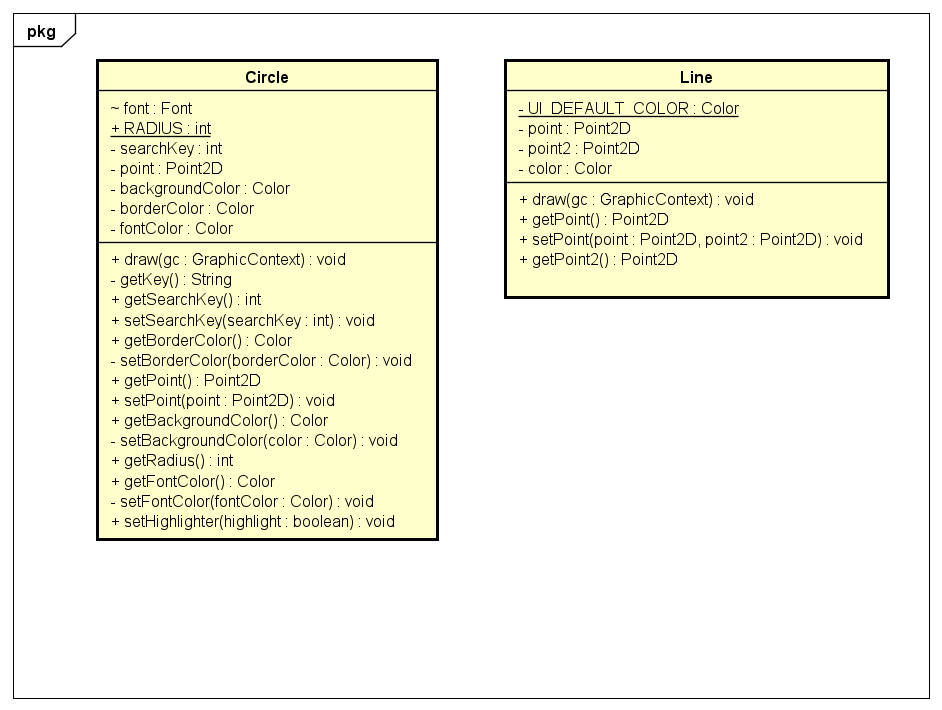 pkg
Circle
~ font : Font
+ RADIUS : int
- searchKey : int
- point : Point2D
- backgroundColor : Color
- borderColor : Color
- fontColor : Color
+ draw(gc : GraphicContext) : void
- getKey() : String
+ getSearchKey() : int
+ setSearchKey(searchKey : int) : void
+ getBorderColor() : Color
- setBorderColor(borderColor : Color) : void
+ getPoint() : Point2D
+ setPoint(point : Point2D) : void
+ getBackgroundColor() : Color
- setBackgroundColor(color : Color) : void
+ getRadius() : int
+ getFontColor() : Color
- setFontColor(fontColor : Color) : void
+ setHighlighter(highlight : boolean) : void
Line
- UI_DEFAULT_COLOR : Color
- point : Point2D
- point2 : Point2D
- color : Color
+ draw(gc : GraphicContext) : void
+ getPoint() : Point2D
+ setPoint(point : Point2D, point2 : Point2D) : void
+ getPoint2() : Point2D